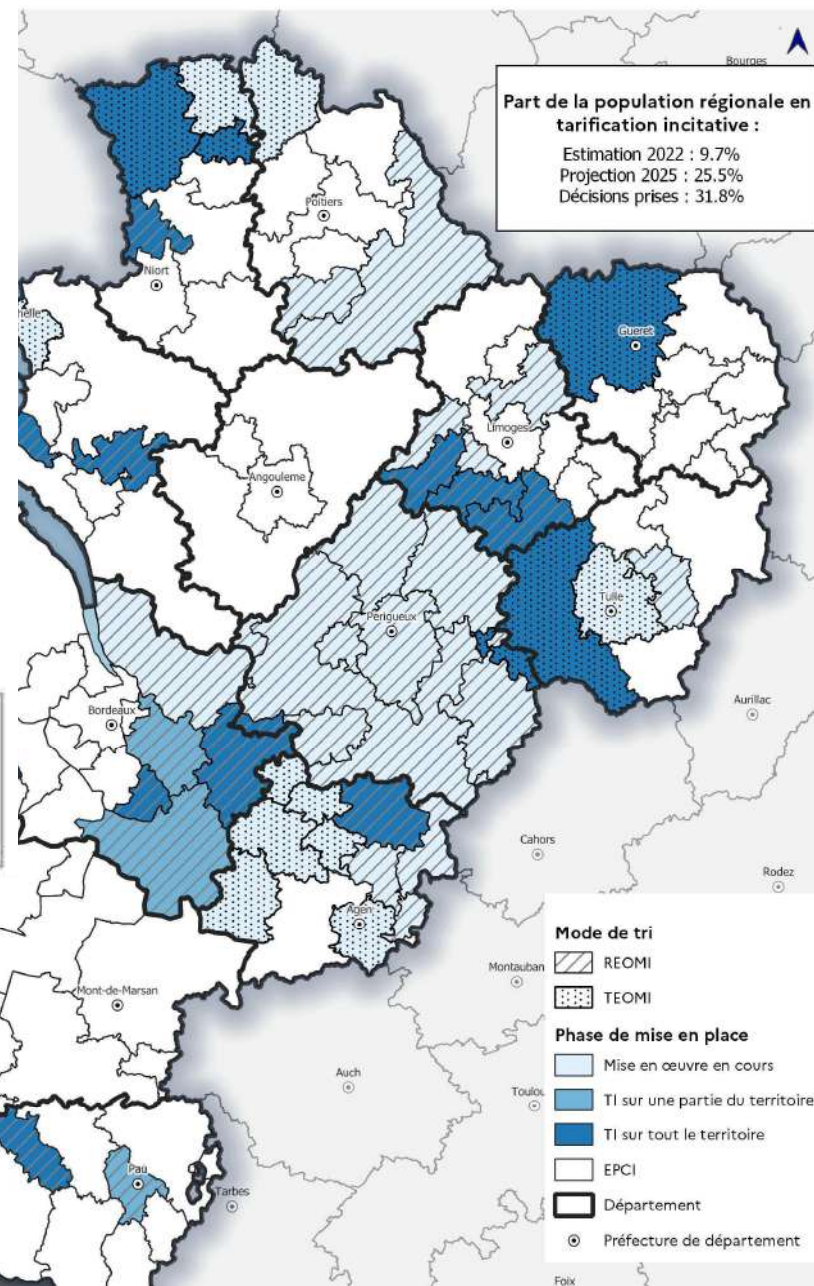 Bourges
Part de la population régionale en
tarification incitative :
Estimation 2022 : 9.7%
Projection 2025 : 25.5%
Décisions prises : 31.8%
Poitiers
Niort
Gueret
Limoges
Angouleme
Tulle
Périgueux
Aurillac
Bordeaux
Cahors
Rodez
Agen
Mode de tri
REOMI
TEOMI
Montauban
Mont-de-Marsan
Phase de mise en place
Mise en œuvre en cours
TI sur une partie du territoire
TI sur tout le territoire
EPCI
Département
Préfecture de département
Auch
Pau
Tarbes
Foix